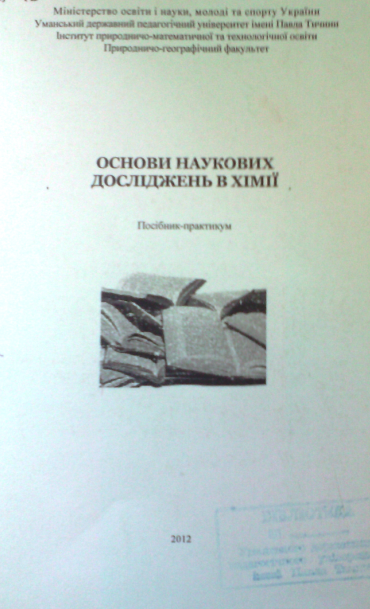 Міністерство освіти і науки, молоді та спорту України
Уманський державний педагогічний університет імені Павла Тичини
Інститут природничо-математичної та технологічної освіти
Природничо-географічний факультет
ОСНОВИ НАУКОВИХ
ДОСЛІДЖЕНЬ В ХІМІЇ
Посібник-практикум
2012
БІБЛІОТЕКА